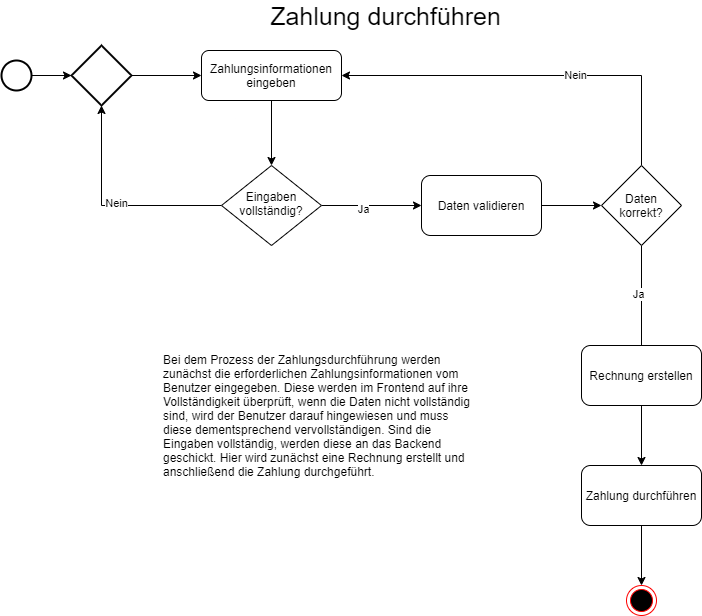 Zahlung durchführen
Zahlungsinformationen
eingeben
Nein
Eingaben
vollständig?
Nein
Ja
Daten validieren
Daten
korrekt?
Ja
Rechnung erstellen
Zahlung durchführen
Bei dem Prozess der Zahlungsdurchführung werden
zunächst die erforderlichen Zahlungsinformationen vom
Benutzer eingegeben. Diese werden im Frontend auf ihre
Vollständigkeit überprüft, wenn die Daten nicht vollständig
sind, wird der Benutzer darauf hingewiesen und muss
diese dementsprechend vervollständigen. Sind die
Eingaben vollständig, werden diese an das Backend
geschickt. Hier wird zunächst eine Rechnung erstellt und
anschließend die Zahlung durchgeführt.